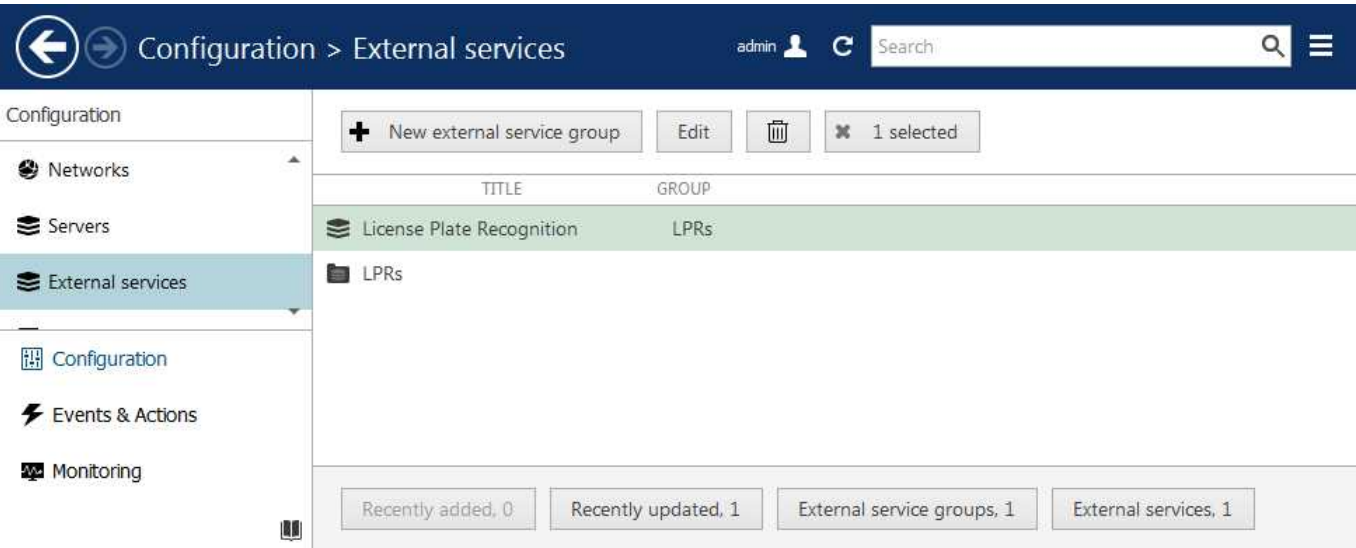 Configuration > External services
admin
Search
Configuration
Networks
Servers
External services
Configuration
Events & Actions
Monitoring
New external service group
Edit
1 selected
TITLE GROUP
License Plate Recognition LPRs
LPRs
Recently added, 0
Recently updated, 1
External service groups, 1
External services, 1